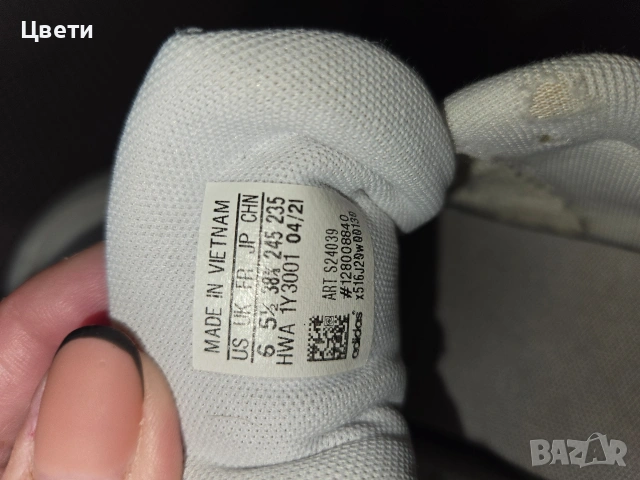 Цвети
MADE IN VIETNAM
US UK FR JP CHN
6 5½ 38⅔ 245 235
HWA 1Y3001 04/21
ART S24039
#128008840
adidas
BAZAR